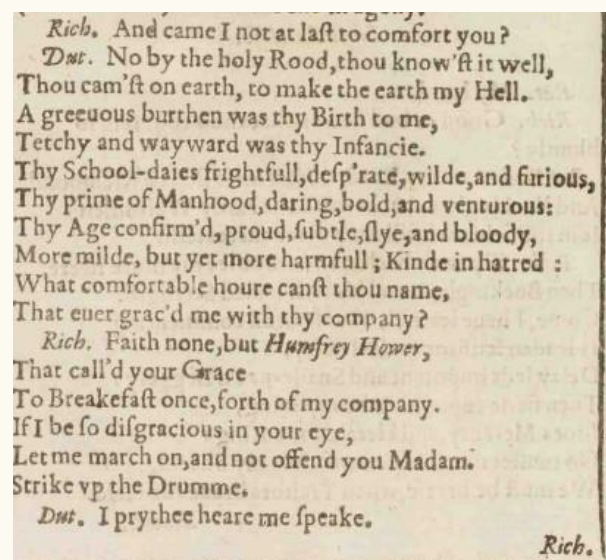 Rich. And came I not at laſt to comfort you?
Dut. No by the holy Rood, thou know'ſt it well,
Thou cam'ſt on earth, to make the earth my Hell.
A greeuous burthen was thy Birth to me,
Tetchy and wayward was thy Infancie.
Thy School-daies frightfull, deſp'rate, wilde, and furious,
Thy prime of Manhood, daring, bold, and venturous:
Thy Age confirm'd, proud, ſubtle, ſlye, and bloody,
More milde, but yet more harmfull; Kinde in hatred:
What comfortable houre canſt thou name,
That euer grac'd me with thy company?
Rich. Faith none, but Humfrey Hower,
That call'd your Grace
To Breakefaſt once, forth of my company.
If I be ſo diſgracious in your eye,
Let me march on, and not offend you Madam.
Strike vp the Drumme.
Dut. I prythee heare me ſpeake.
Rich.